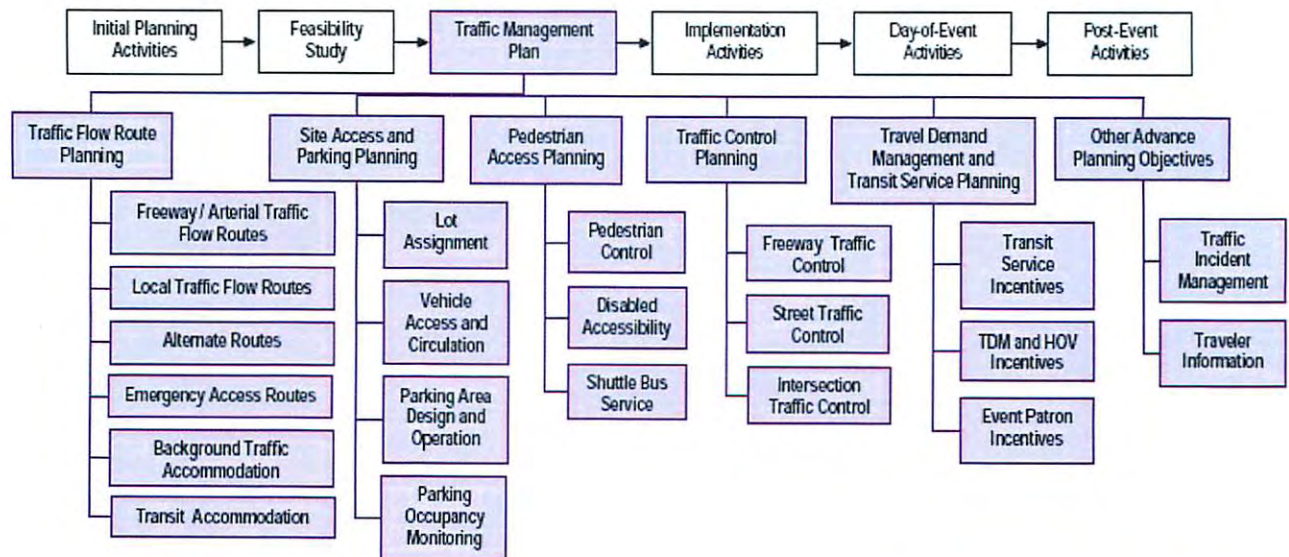 Initial Planning
Activities
Feasibility
Study
Traffic Management
Plan
Implementation
Activities
Day-of-Event
Activities
Post-Event
Activities
Traffic Flow Route
Planning
Freeway / Arterial Traffic
Flow Routes
Local Traffic Flow Routes
Alternate Routes
Emergency Access Routes
Background Traffic
Accommodation
Transit Accommodation
Site Access and
Parking Planning
Lot
Assignment
Vehicle
Access and
Circulation
Parking Area
Design and
Operation
Parking
Occupancy
Monitoring
Pedestrian
Access Planning
Pedestrian
Control
Disabled
Accessibility
Shuttle Bus
Service
Traffic Control
Planning
Freeway Traffic
Control
Street Traffic
Control
Intersection
Traffic Control
Travel Demand
Management and
Transit Service Planning
Transit
Service
Incentives
TDM and HOV
Incentives
Event Patron
Incentives
Other Advance
Planning Objectives
Traffic
Incident
Management
Traveler
Information